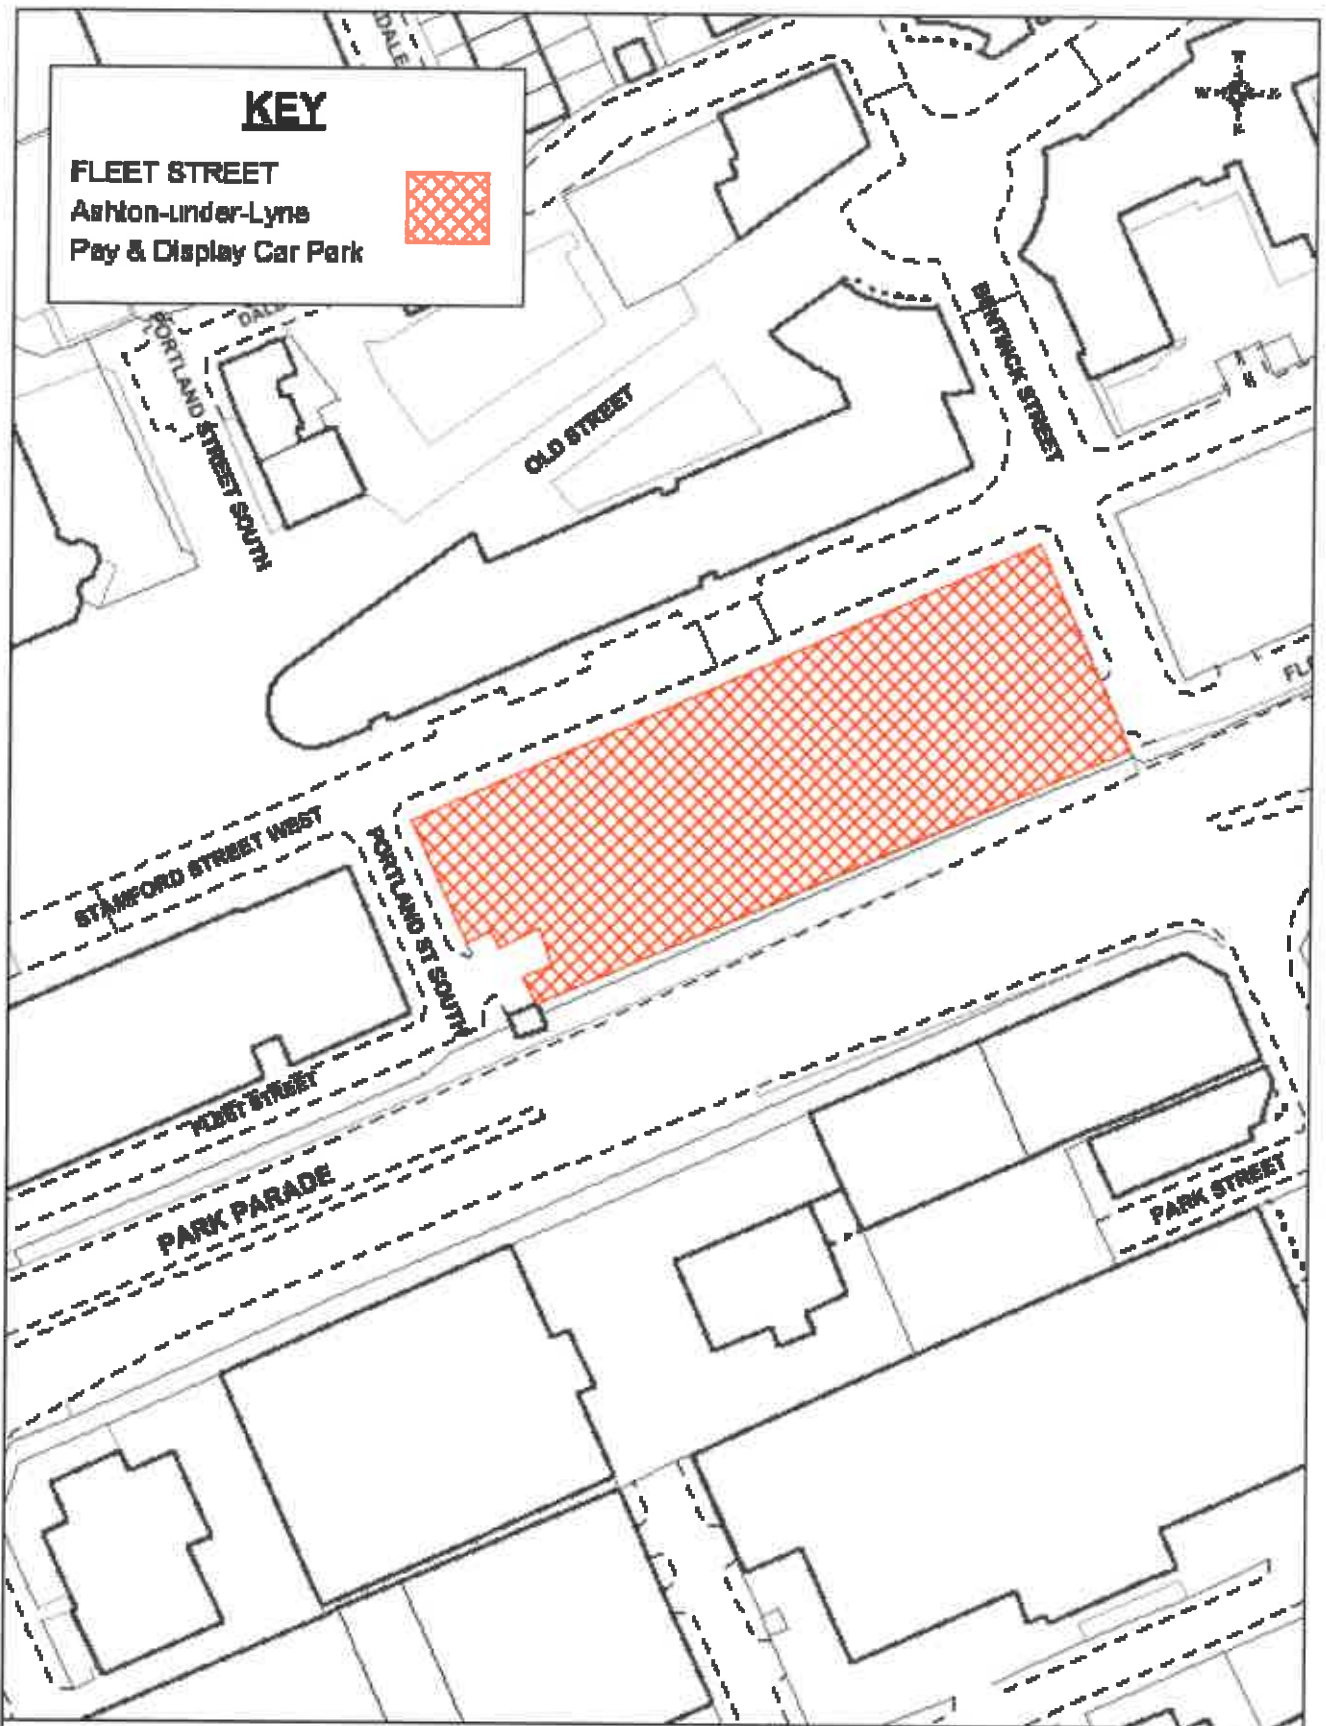 DALE
KEY
FLEET STREET
Ashton-under-Lyne
Pay & Display Car Park
W
PORTLAND STREET SOUTH
OLD STREET
BENTINCK STREET
STAMFORD STREET WEST
PORTLAND ST SOUTH
FLEET STREET
PARK PARADE
PARK STREET